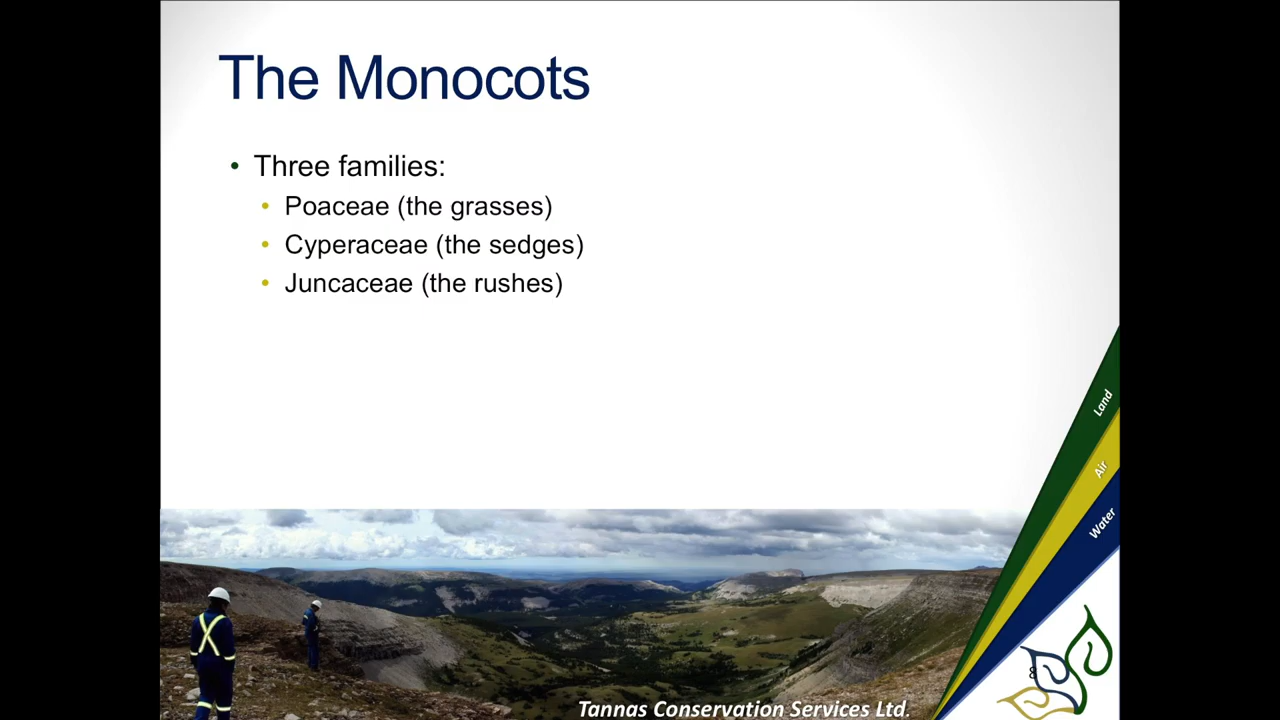 The Monocots
• Three families:
• Poaceae (the grasses)
• Cyperaceae (the sedges)
• Juncaceae (the rushes)
Land
Air
Water
8
Tannas Conservation Services Ltd.